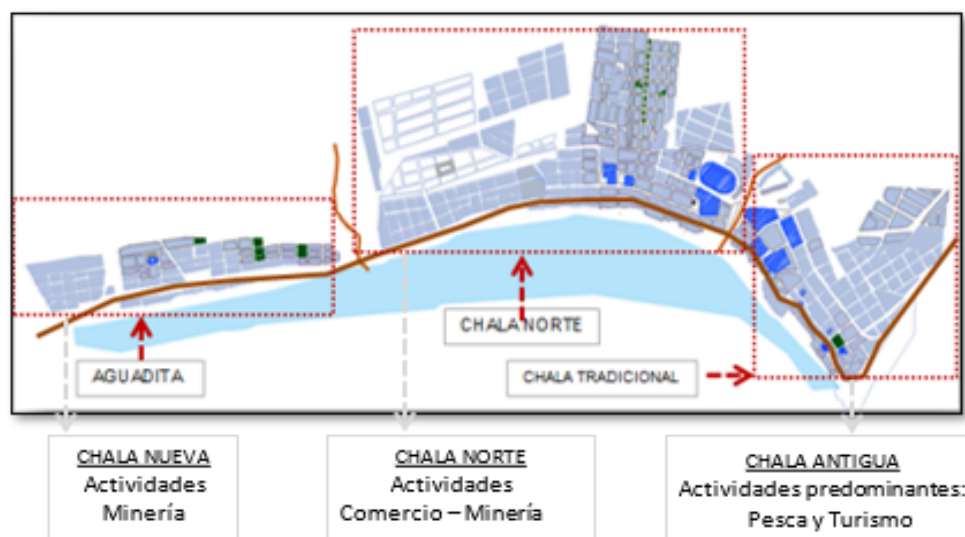 CHALA NORTE
AGUADITA
CHALA TRADICIONAL
CHALA NUEVA
Actividades
Minería
CHALA NORTE
Actividades
Comercio – Minería
CHALA ANTIGUA
Actividades predominantes:
Pesca y Turismo